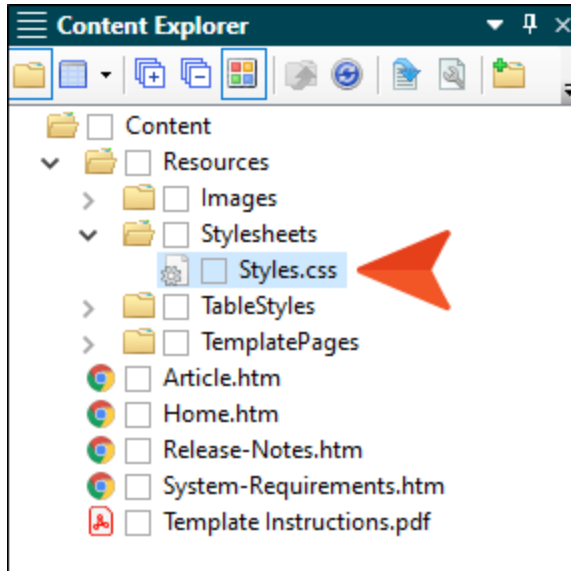 Content Explorer
Content
Resources
Images
Stylesheets
Styles.css
TableStyles
TemplatePages
Article.htm
Home.htm
Release-Notes.htm
System-Requirements.htm
Template Instructions.pdf